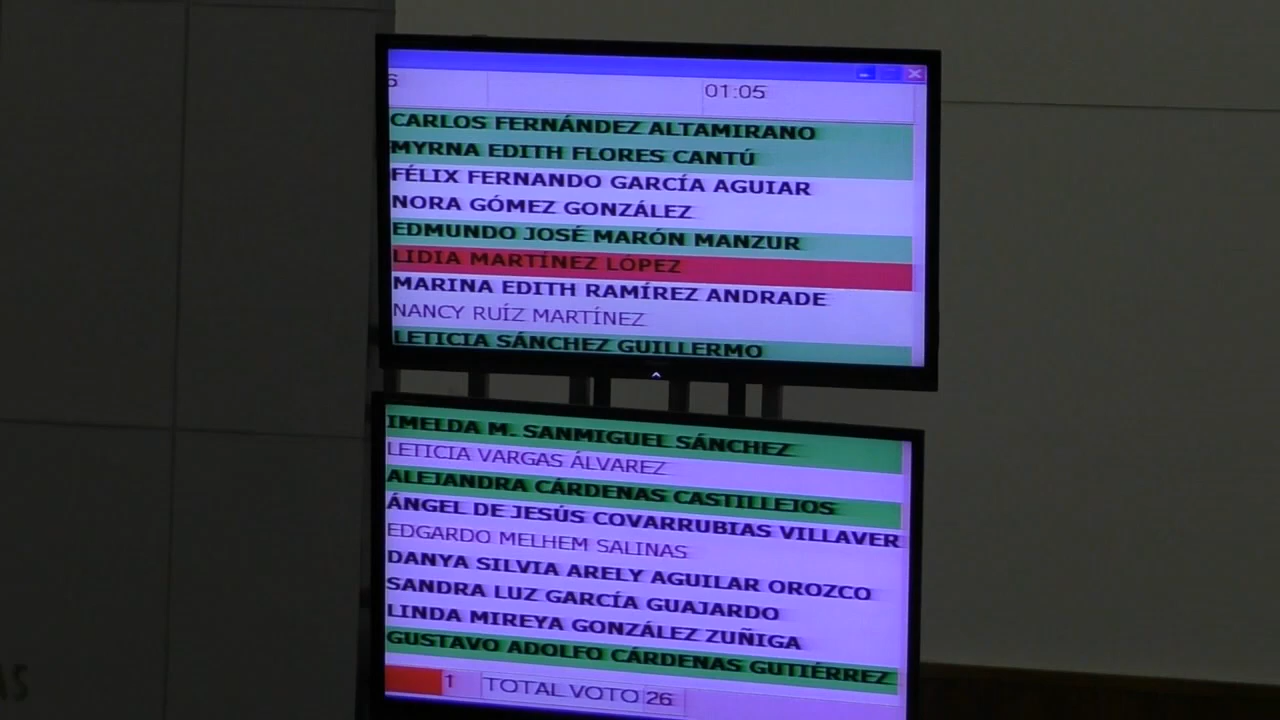 6 01:05
CARLOS FERNÁNDEZ ALTAMIRANO
MYRNA EDITH FLORES CANTÚ
FÉLIX FERNANDO GARCÍA AGUIAR
NORA GÓMEZ GONZÁLEZ
EDMUNDO JOSÉ MARÓN MANZUR
LIDIA MARTÍNEZ LÓPEZ
MARINA EDITH RAMÍREZ ANDRADE
NANCY RUÍZ MARTÍNEZ
LETICIA SÁNCHEZ GUILLERMO
IMELDA M. SANMIGUEL SÁNCHEZ
LETICIA VARGAS ÁLVAREZ
ALEJANDRA CÁRDENAS CASTILLEJOS
ÁNGEL DE JESÚS COVARRUBIAS VILLAVER
EDGARDO MELHEM SALINAS
DANYA SILVIA ARELY AGUILAR OROZCO
SANDRA LUZ GARCÍA GUAJARDO
LINDA MIREYA GONZÁLEZ ZUÑIGA
GUSTAVO ADOLFO CÁRDENAS GUTIÉRREZ
1 TOTAL VOTO 26